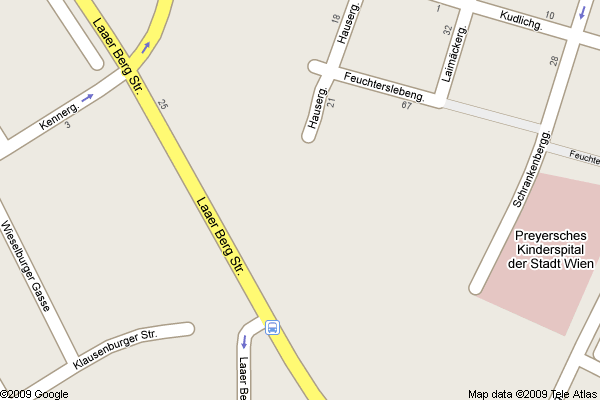 Laaer Berg Str.
18
Hauserg.
1
Kudlichg.
10
32
Laimäckerg.
28
Feuchterslebeng.
67
21
Hauserg.
25
Kennerg.
3
Feuchte
Schrankenbergg.
Laaer Berg Str.
Preyersches
Kinderspital
der Stadt Wien
Wieselburger Gasse
Klausenburger Str.
Laaer Be
©2009 Google
Map data ©2009 Tele Atlas